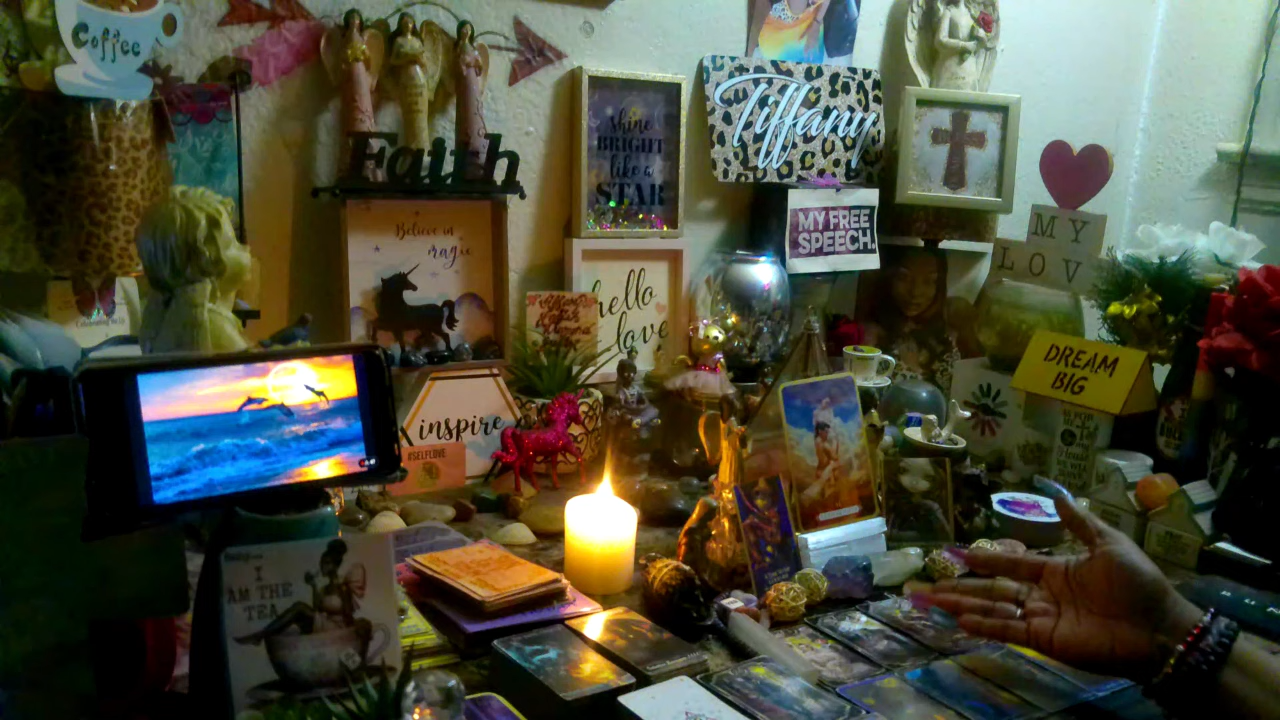 Coffee
Faith
shine
BRIGHT
like a
STAR
Tiffany
MY FREE
SPEECH.
Believe in
magic
hello
love
MY
LOV
DREAM
BIG
inspire
#SELFLOVE
I
AM THE
TEA